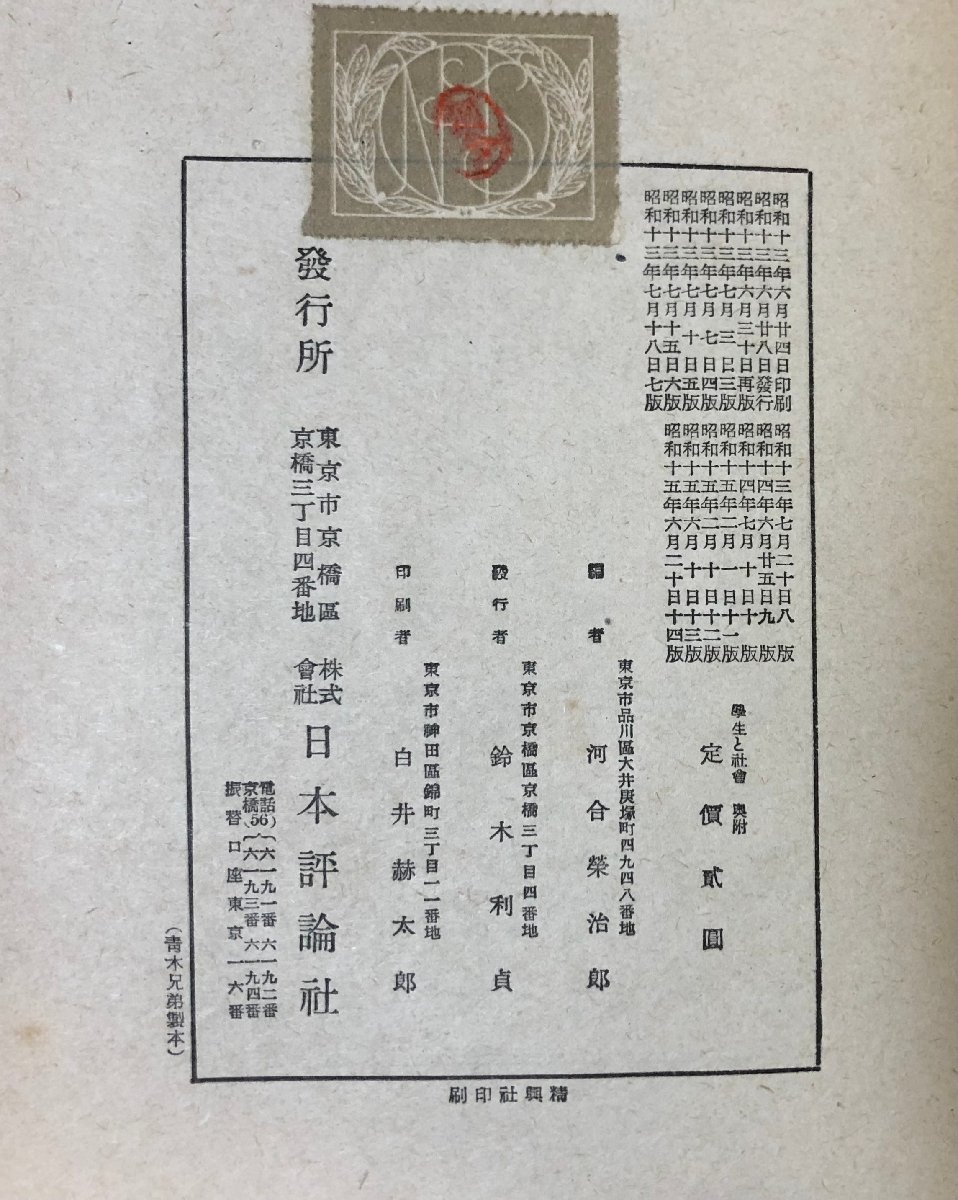 昭和十三年六月廿四日印刷
昭和十三年六月廿八日發行
昭和十三年六月三十日再版
昭和十三年七月三日三版
昭和十三年七月七日四版
昭和十三年七月十日五版
昭和十三年七月十五日六版
昭和十三年七月十八日七版
昭和十三年七月二十日八版
昭和十四年六月廿五日九版
昭和十四年七月十日十版
昭和十五年二月一日十一版
昭和十五年二月十日十二版
昭和十五年六月十日十三版
昭和十五年六月二十日十四版
學生と社會 奧附
定價貳圓
東京市品川區大井庚塚町四九四八番地
編者 河合榮治郎
東京市京橋區京橋三丁目四番地
發行者 鈴木利貞
東京市神田區錦町三丁目一一番地
印刷者 白井赫太郎
發行所
東京市京橋區
京橋三丁目四番地
株式
會社
日本評論社
電話(六一九一番 六一九二番
京橋(56)(六一九三番 六一九四番
振替口座東京一六番
(青木兄弟製本)
精興社印刷